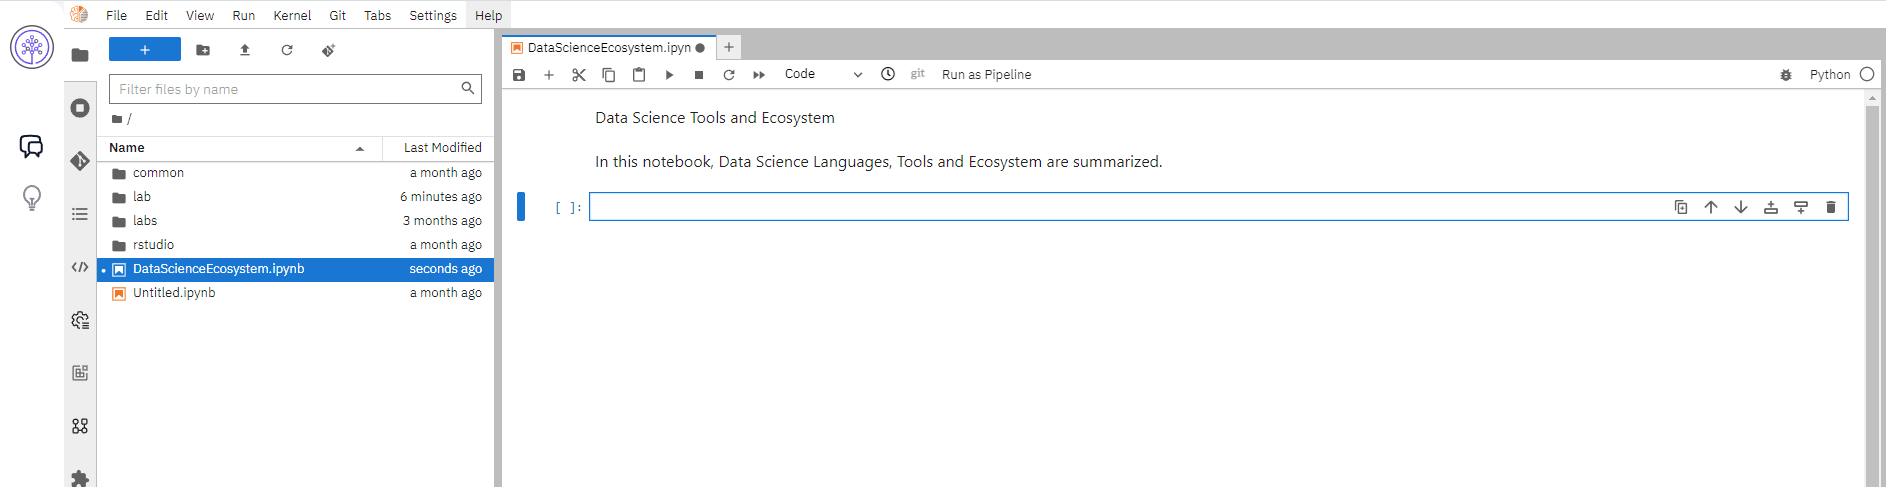 File Edit View Run Kernel Git Tabs Settings Help
+
Filter files by name
/
Name Last Modified
common a month ago
lab 6 minutes ago
labs 3 months ago
rstudio a month ago
DataScienceEcosystem.ipynb seconds ago
Untitled.ipynb a month ago
DataScienceEcosystem.ipyn
+
Code git Run as Pipeline Python
Data Science Tools and Ecosystem
In this notebook, Data Science Languages, Tools and Ecosystem are summarized.
[ ]: